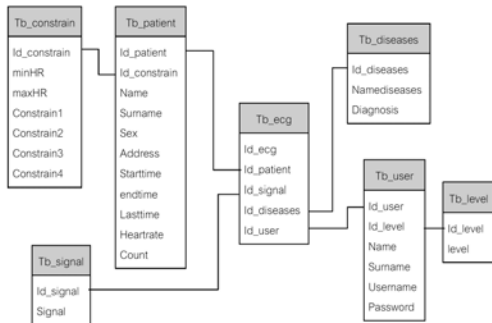 Tb_constrain
Id_constrain
minHR
maxHR
Constrain1
Constrain2
Constrain3
Constrain4
Tb_patient
Id_patient
Id_constrain
Name
Surname
Sex
Address
Starttime
endtime
Lasttime
Heartrate
Count
Tb_diseases
Id_diseases
Namediseases
Diagnosis
Tb_ecg
Id_ecg
Id_patient
Id_signal
Id_diseases
Id_user
Tb_user
Id_user
Id_level
Name
Surname
Username
Password
Tb_level
Id_level
level
Tb_signal
Id_signal
Signal